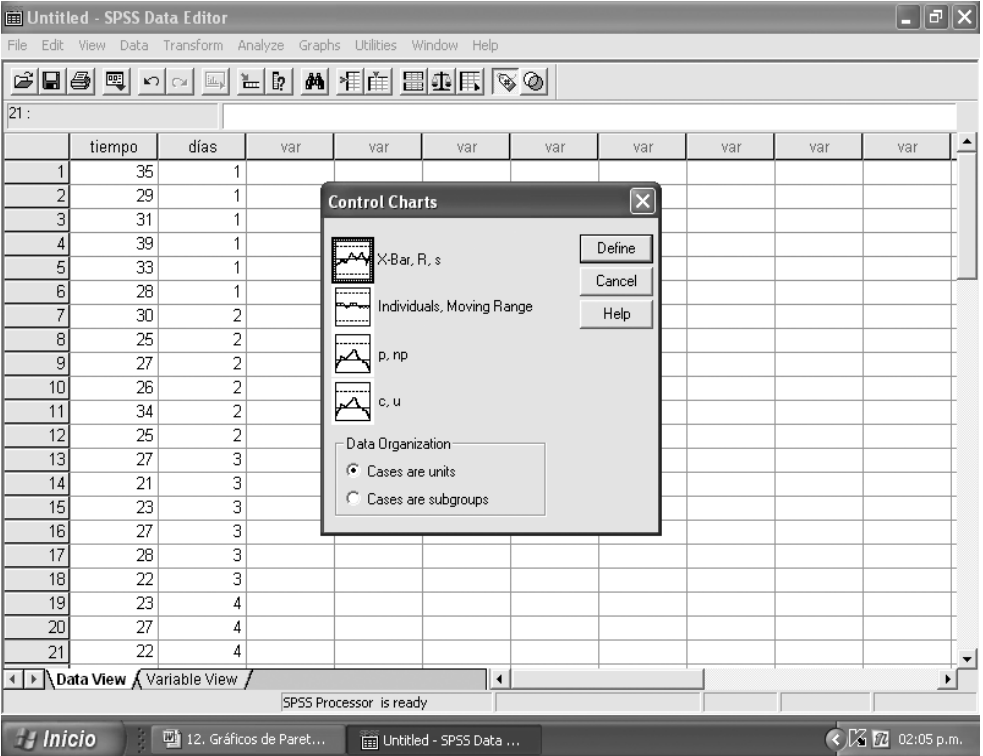 Untitled - SPSS Data Editor
File Edit View Data Transform Analyze Graphs Utilities Window Help
21 :
tiempo días var var var var var var var var
1 35 1
2 29 1
3 31 1
4 39 1
5 33 1
6 28 1
7 30 2
8 25 2
9 27 2
10 26 2
11 34 2
12 25 2
13 27 3
14 21 3
15 23 3
16 27 3
17 28 3
18 22 3
19 23 4
20 27 4
21 22 4
Control Charts
X-Bar, R, s
Individuals, Moving Range
p, np
c, u
Define
Cancel
Help
Data Organization
Cases are units
Cases are subgroups
Data View Variable View
SPSS Processor is ready
Inicio 12. Gráficos de Paret... Untitled - SPSS Data ... 02:05 p.m.